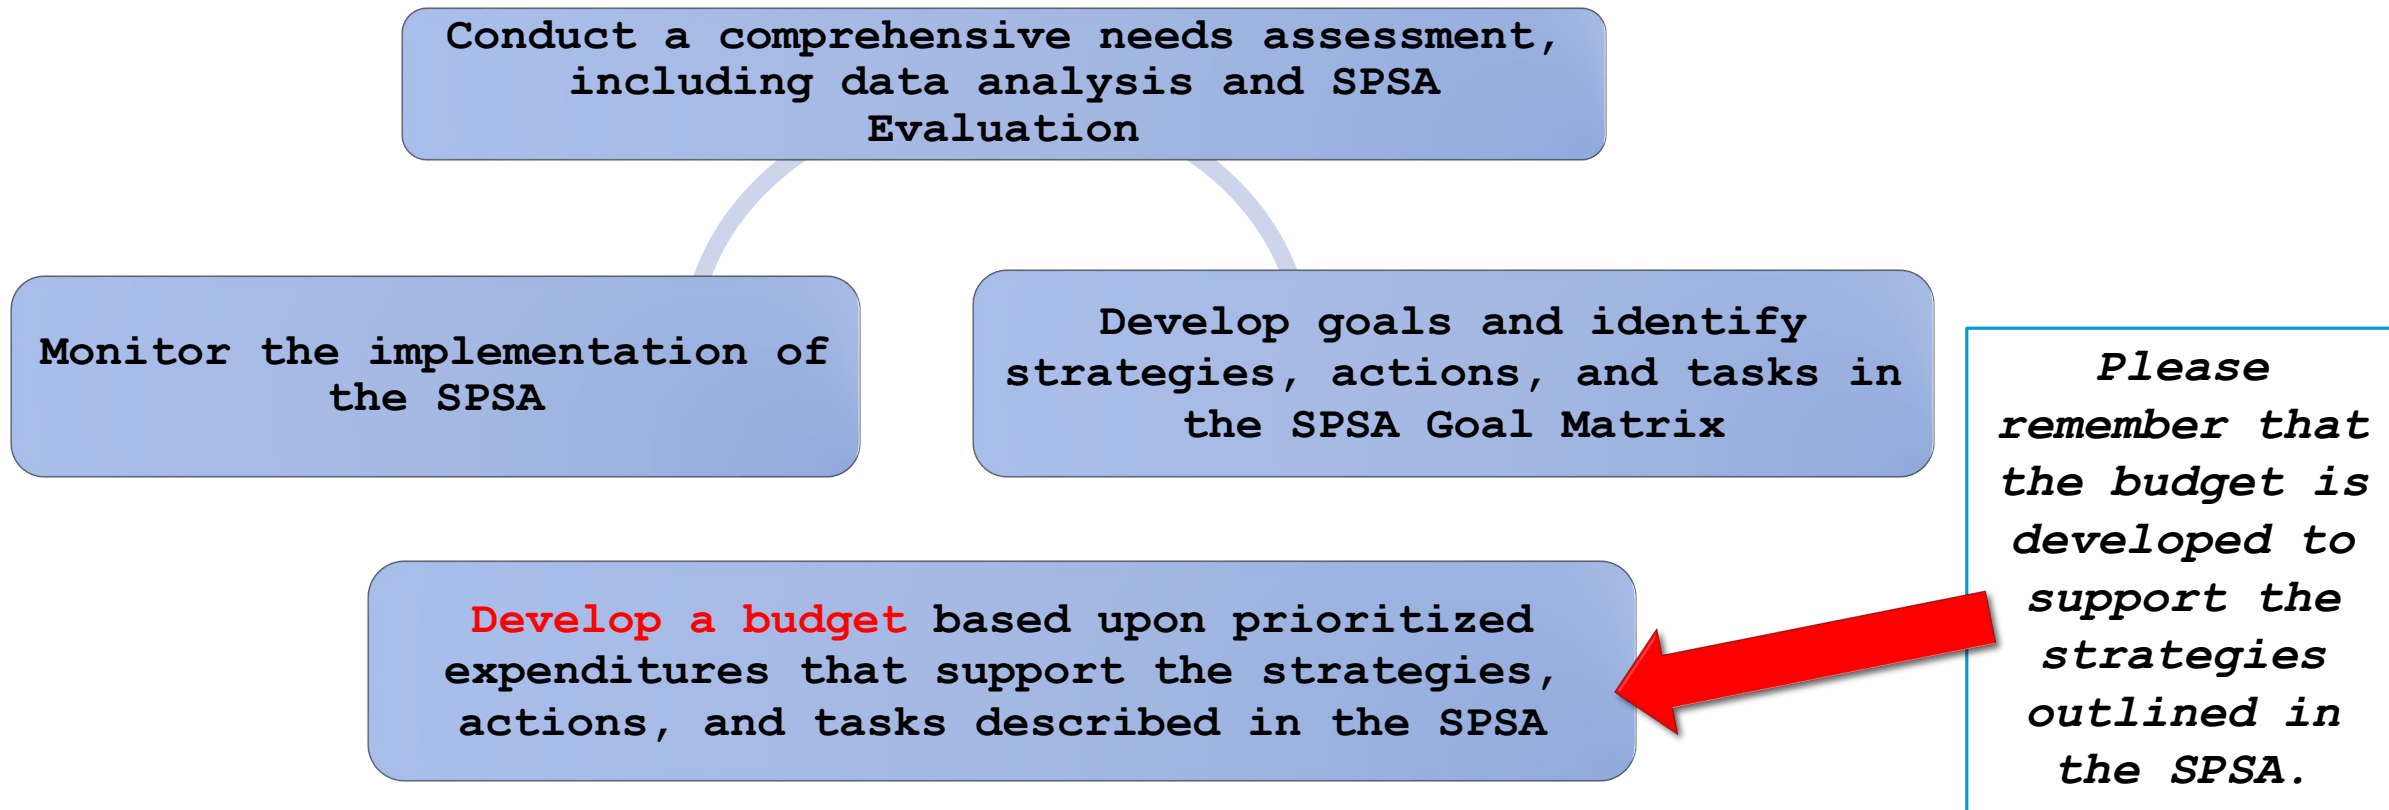 Conduct a comprehensive needs assessment,
including data analysis and SPSA
Evaluation
Monitor the implementation of
the SPSA
Develop goals and identify
strategies, actions, and tasks in
the SPSA Goal Matrix
Develop a budget based upon prioritized
expenditures that support the strategies,
actions, and tasks described in the SPSA
Please
remember that
the budget is
developed to
support the
strategies
outlined in
the SPSA.